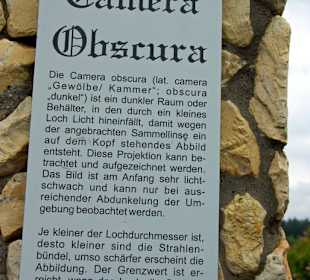 Camera
Obscura
Die Camera obscura (lat. camera
„Gewölbe/ Kammer“; obscura
„dunkel“) ist ein dunkler Raum oder
Behälter, in den durch ein kleines
Loch Licht hineinfällt, damit wegen
der angebrachten Sammellinse ein
auf dem Kopf stehendes Abbild
entsteht. Diese Projektion kann be-
trachtet und aufgezeichnet werden.
Das Bild ist am Anfang sehr licht-
schwach und kann nur bei aus-
reichender Abdunkelung der Um-
gebung beobachtet werden.
Je kleiner der Lochdurchmesser ist,
desto kleiner sind die Strahlen-
bündel, umso schärfer erscheint die
Abbildung. Der Grenzwert ist er-